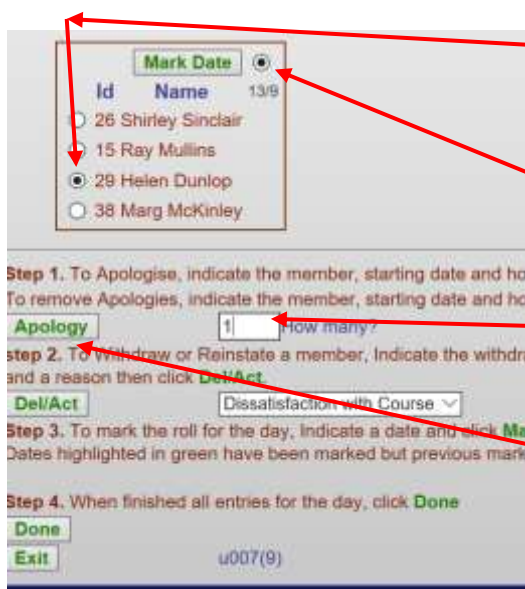 Mark Date
Id Name 13/9
26 Shirley Sinclair
15 Ray Mullins
29 Helen Dunlop
38 Marg McKinley
Step 1. To Apologise, indicate the member, starting date and ho
To remove Apologies, indicate the member, starting date and ho
Apology 1 How many?
step 2. To Withdraw or Reinstate a member, Indicate the withdra
and a reason then click Del/Act.
Del/Act Dissatisfaction with Course
Step 3. To mark the roll for the day, Indicate a date and click Ma
Dates highlighted in green have been marked but previous mark
Step 4. When finished all entries for the day, click Done
Done
Exit u007(9)